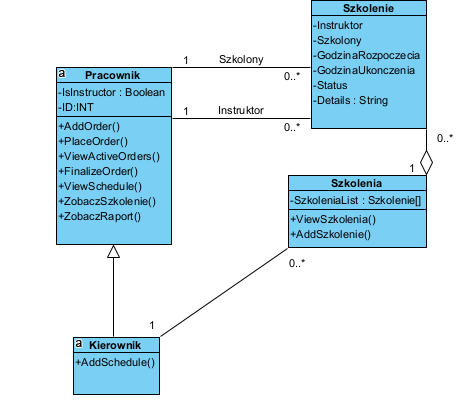 Szkolenie
-Instruktor
-Szkolony
-GodzinaRozpoczecia
-GodzinaUkonczenia
-Status
-Details : String
1
Szkolony
0..*
a
Pracownik
-IsInstructor : Boolean
-ID:INT
+AddOrder()
+PlaceOrder()
+ViewActiveOrders()
+FinalizeOrder()
+ViewSchedule()
+ZobaczSzkolenie()
+ZobaczRaport()
1
Instruktor
0..*
0..*
1
Szkolenia
-SzkoleniaList : Szkolenie[]
+ViewSzkolenia()
+AddSzkolenie()
0..*
1
a
Kierownik
+AddSchedule()